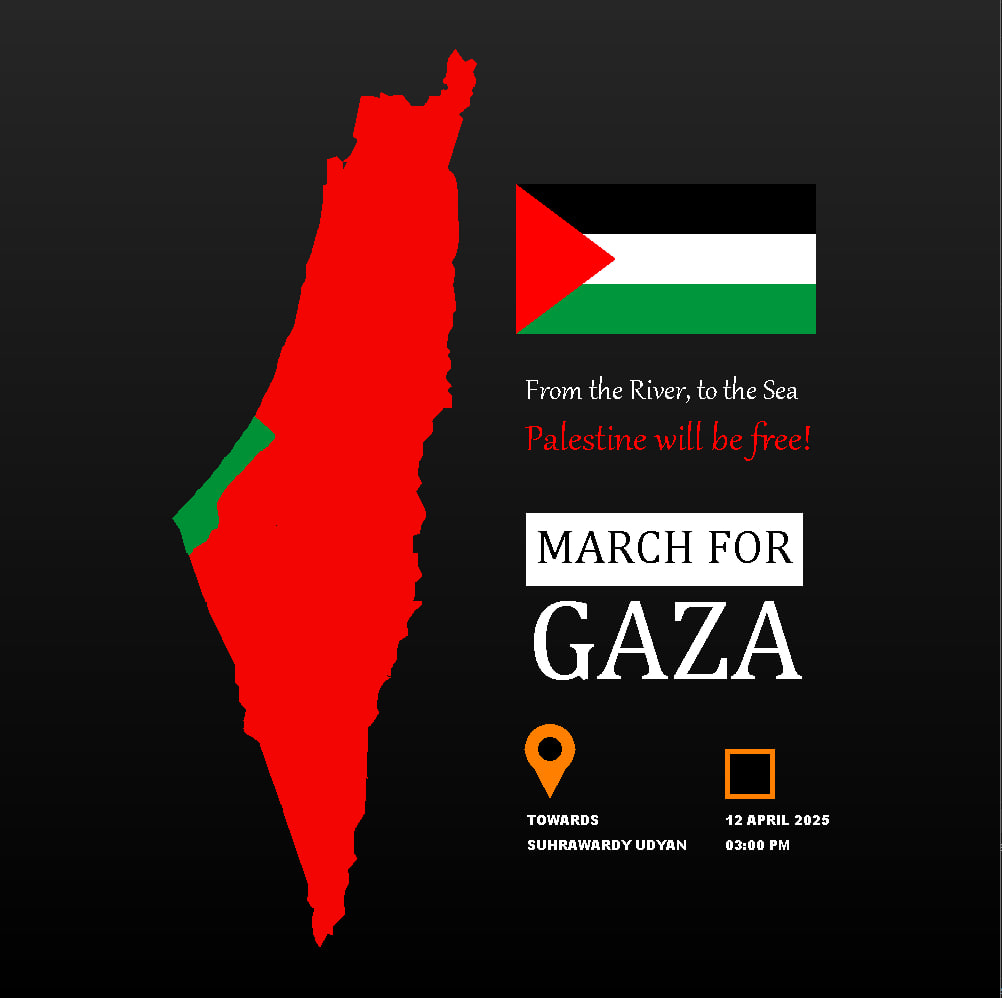 From the River, to the Sea
Palestine will be free!
MARCH FOR
GAZA
TOWARDS
SUHRAWARDY UDYAN
12 APRIL 2025
03:00 PM